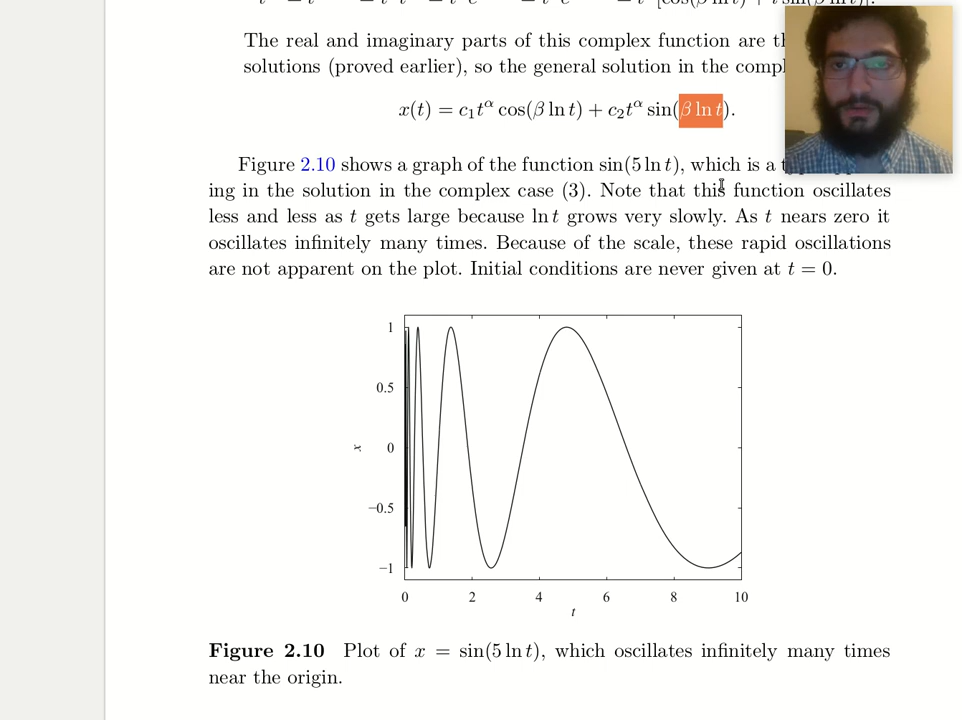 The real and imaginary parts of this complex function are
solutions (proved earlier), so the general solution in the
x(t) = c₁tᵅ cos(β ln t) + c₂tᵅ sin(β ln t).
Figure 2.10 shows a graph of the function sin(5 ln t), which is a
ing in the solution in the complex case (3). Note that this function oscillates
less and less as t gets large because ln t grows very slowly. As t nears zero it
oscillates infinitely many times. Because of the scale, these rapid oscillations
are not apparent on the plot. Initial conditions are never given at t = 0.
1
0.5
x
0
−0.5
−1
0 2 4 6 8 10
t
Figure 2.10 Plot of x = sin(5 ln t), which oscillates infinitely many times
near the origin.